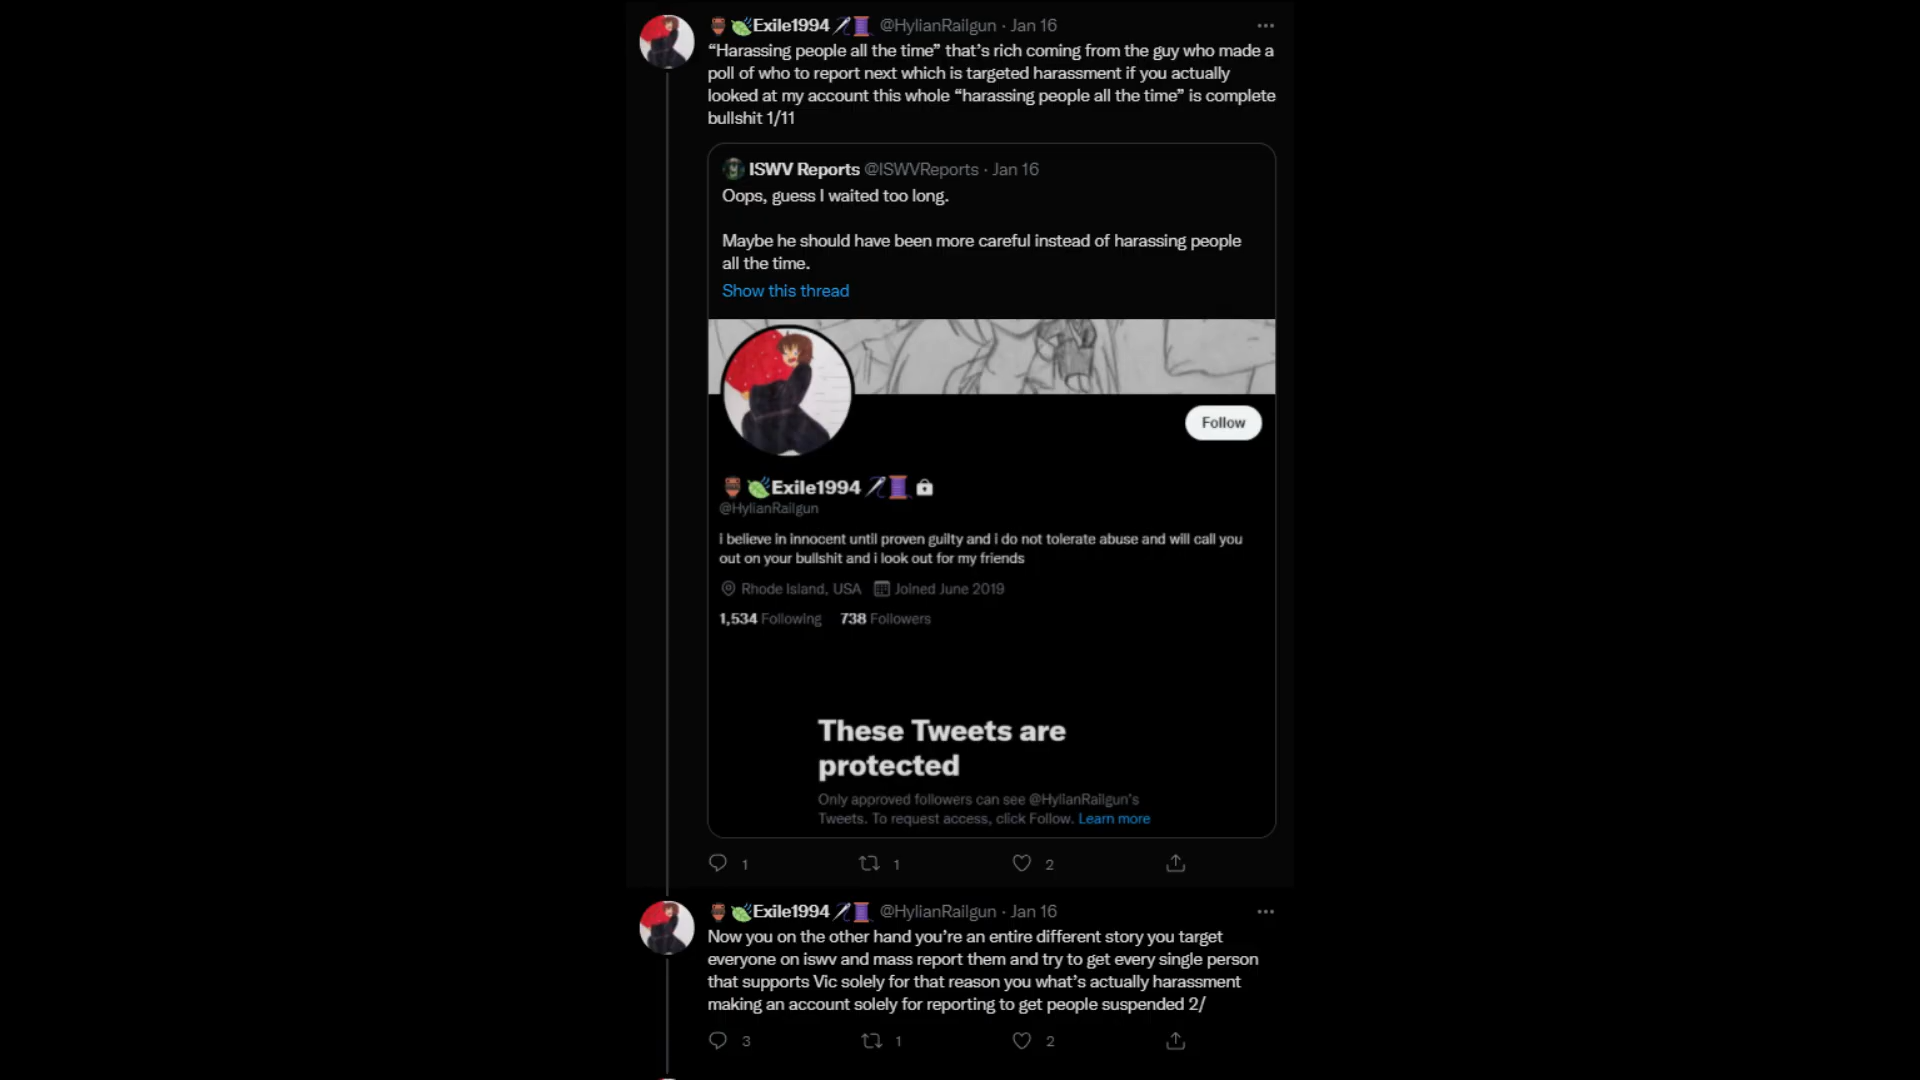 🏺🍃Exile1994🪡🧵 @HylianRailgun · Jan 16
“Harassing people all the time” that’s rich coming from the guy who made a
poll of who to report next which is targeted harassment if you actually
looked at my account this whole “harassing people all the time” is complete
bullshit 1/11
ISWV Reports @ISWVReports · Jan 16
Oops, guess I waited too long.
Maybe he should have been more careful instead of harassing people
all the time.
Show this thread
Follow
🏺🍃Exile1994🪡🧵🔒
@HylianRailgun
i believe in innocent until proven guilty and i do not tolerate abuse and will call you
out on your bullshit and i look out for my friends
Rhode Island, USA Joined June 2019
1,534 Following 738 Followers
These Tweets are
protected
Only approved followers can see @HylianRailgun’s
Tweets. To request access, click Follow. Learn more
1 1 2
🏺🍃Exile1994🪡🧵 @HylianRailgun · Jan 16
Now you on the other hand you’re an entire different story you target
everyone on iswv and mass report them and try to get every single person
that supports Vic solely for that reason you what’s actually harassment
making an account solely for reporting to get people suspended 2/
3 1 2